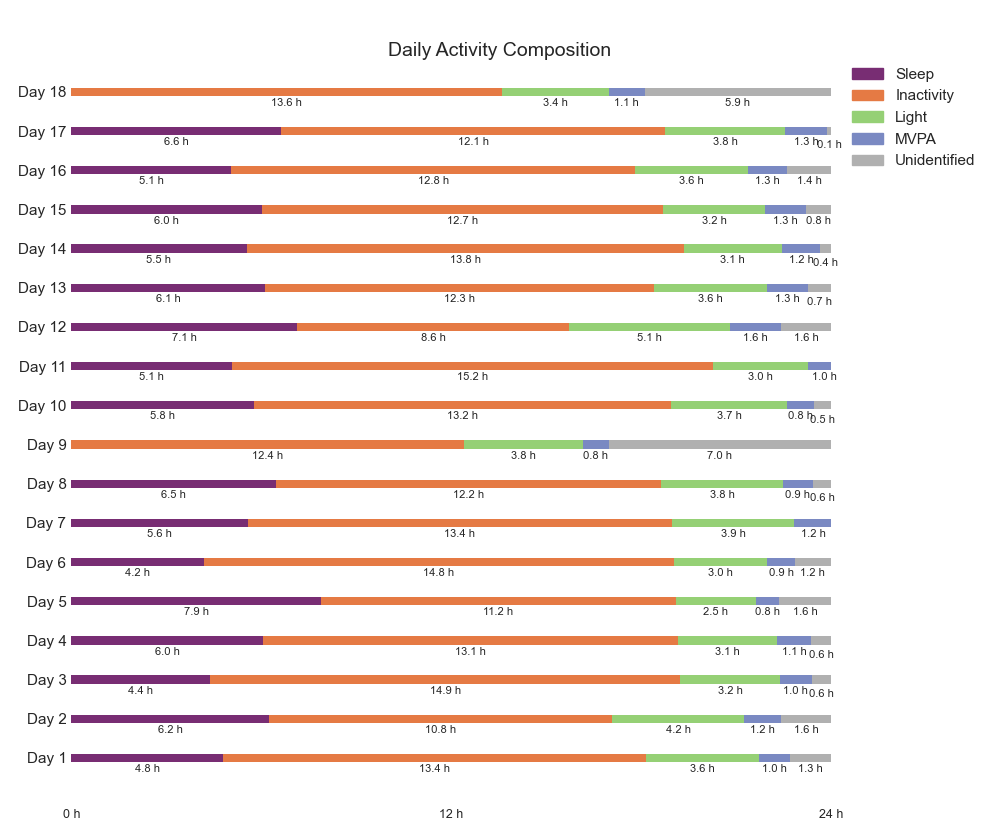 Daily Activity Composition
Sleep
Inactivity
Light
MVPA
Unidentified
Day 18
13.6 h 3.4 h 1.1 h 5.9 h
Day 17
6.6 h 12.1 h 3.8 h 1.3 h 0.1 h
Day 16
5.1 h 12.8 h 3.6 h 1.3 h 1.4 h
Day 15
6.0 h 12.7 h 3.2 h 1.3 h 0.8 h
Day 14
5.5 h 13.8 h 3.1 h 1.2 h 0.4 h
Day 13
6.1 h 12.3 h 3.6 h 1.3 h 0.7 h
Day 12
7.1 h 8.6 h 5.1 h 1.6 h 1.6 h
Day 11
5.1 h 15.2 h 3.0 h 1.0 h
Day 10
5.8 h 13.2 h 3.7 h 0.8 h 0.5 h
Day 9
12.4 h 3.8 h 0.8 h 7.0 h
Day 8
6.5 h 12.2 h 3.8 h 0.9 h 0.6 h
Day 7
5.6 h 13.4 h 3.9 h 1.2 h
Day 6
4.2 h 14.8 h 3.0 h 0.9 h 1.2 h
Day 5
7.9 h 11.2 h 2.5 h 0.8 h 1.6 h
Day 4
6.0 h 13.1 h 3.1 h 1.1 h 0.6 h
Day 3
4.4 h 14.9 h 3.2 h 1.0 h 0.6 h
Day 2
6.2 h 10.8 h 4.2 h 1.2 h 1.6 h
Day 1
4.8 h 13.4 h 3.6 h 1.0 h 1.3 h
0 h 12 h 24 h